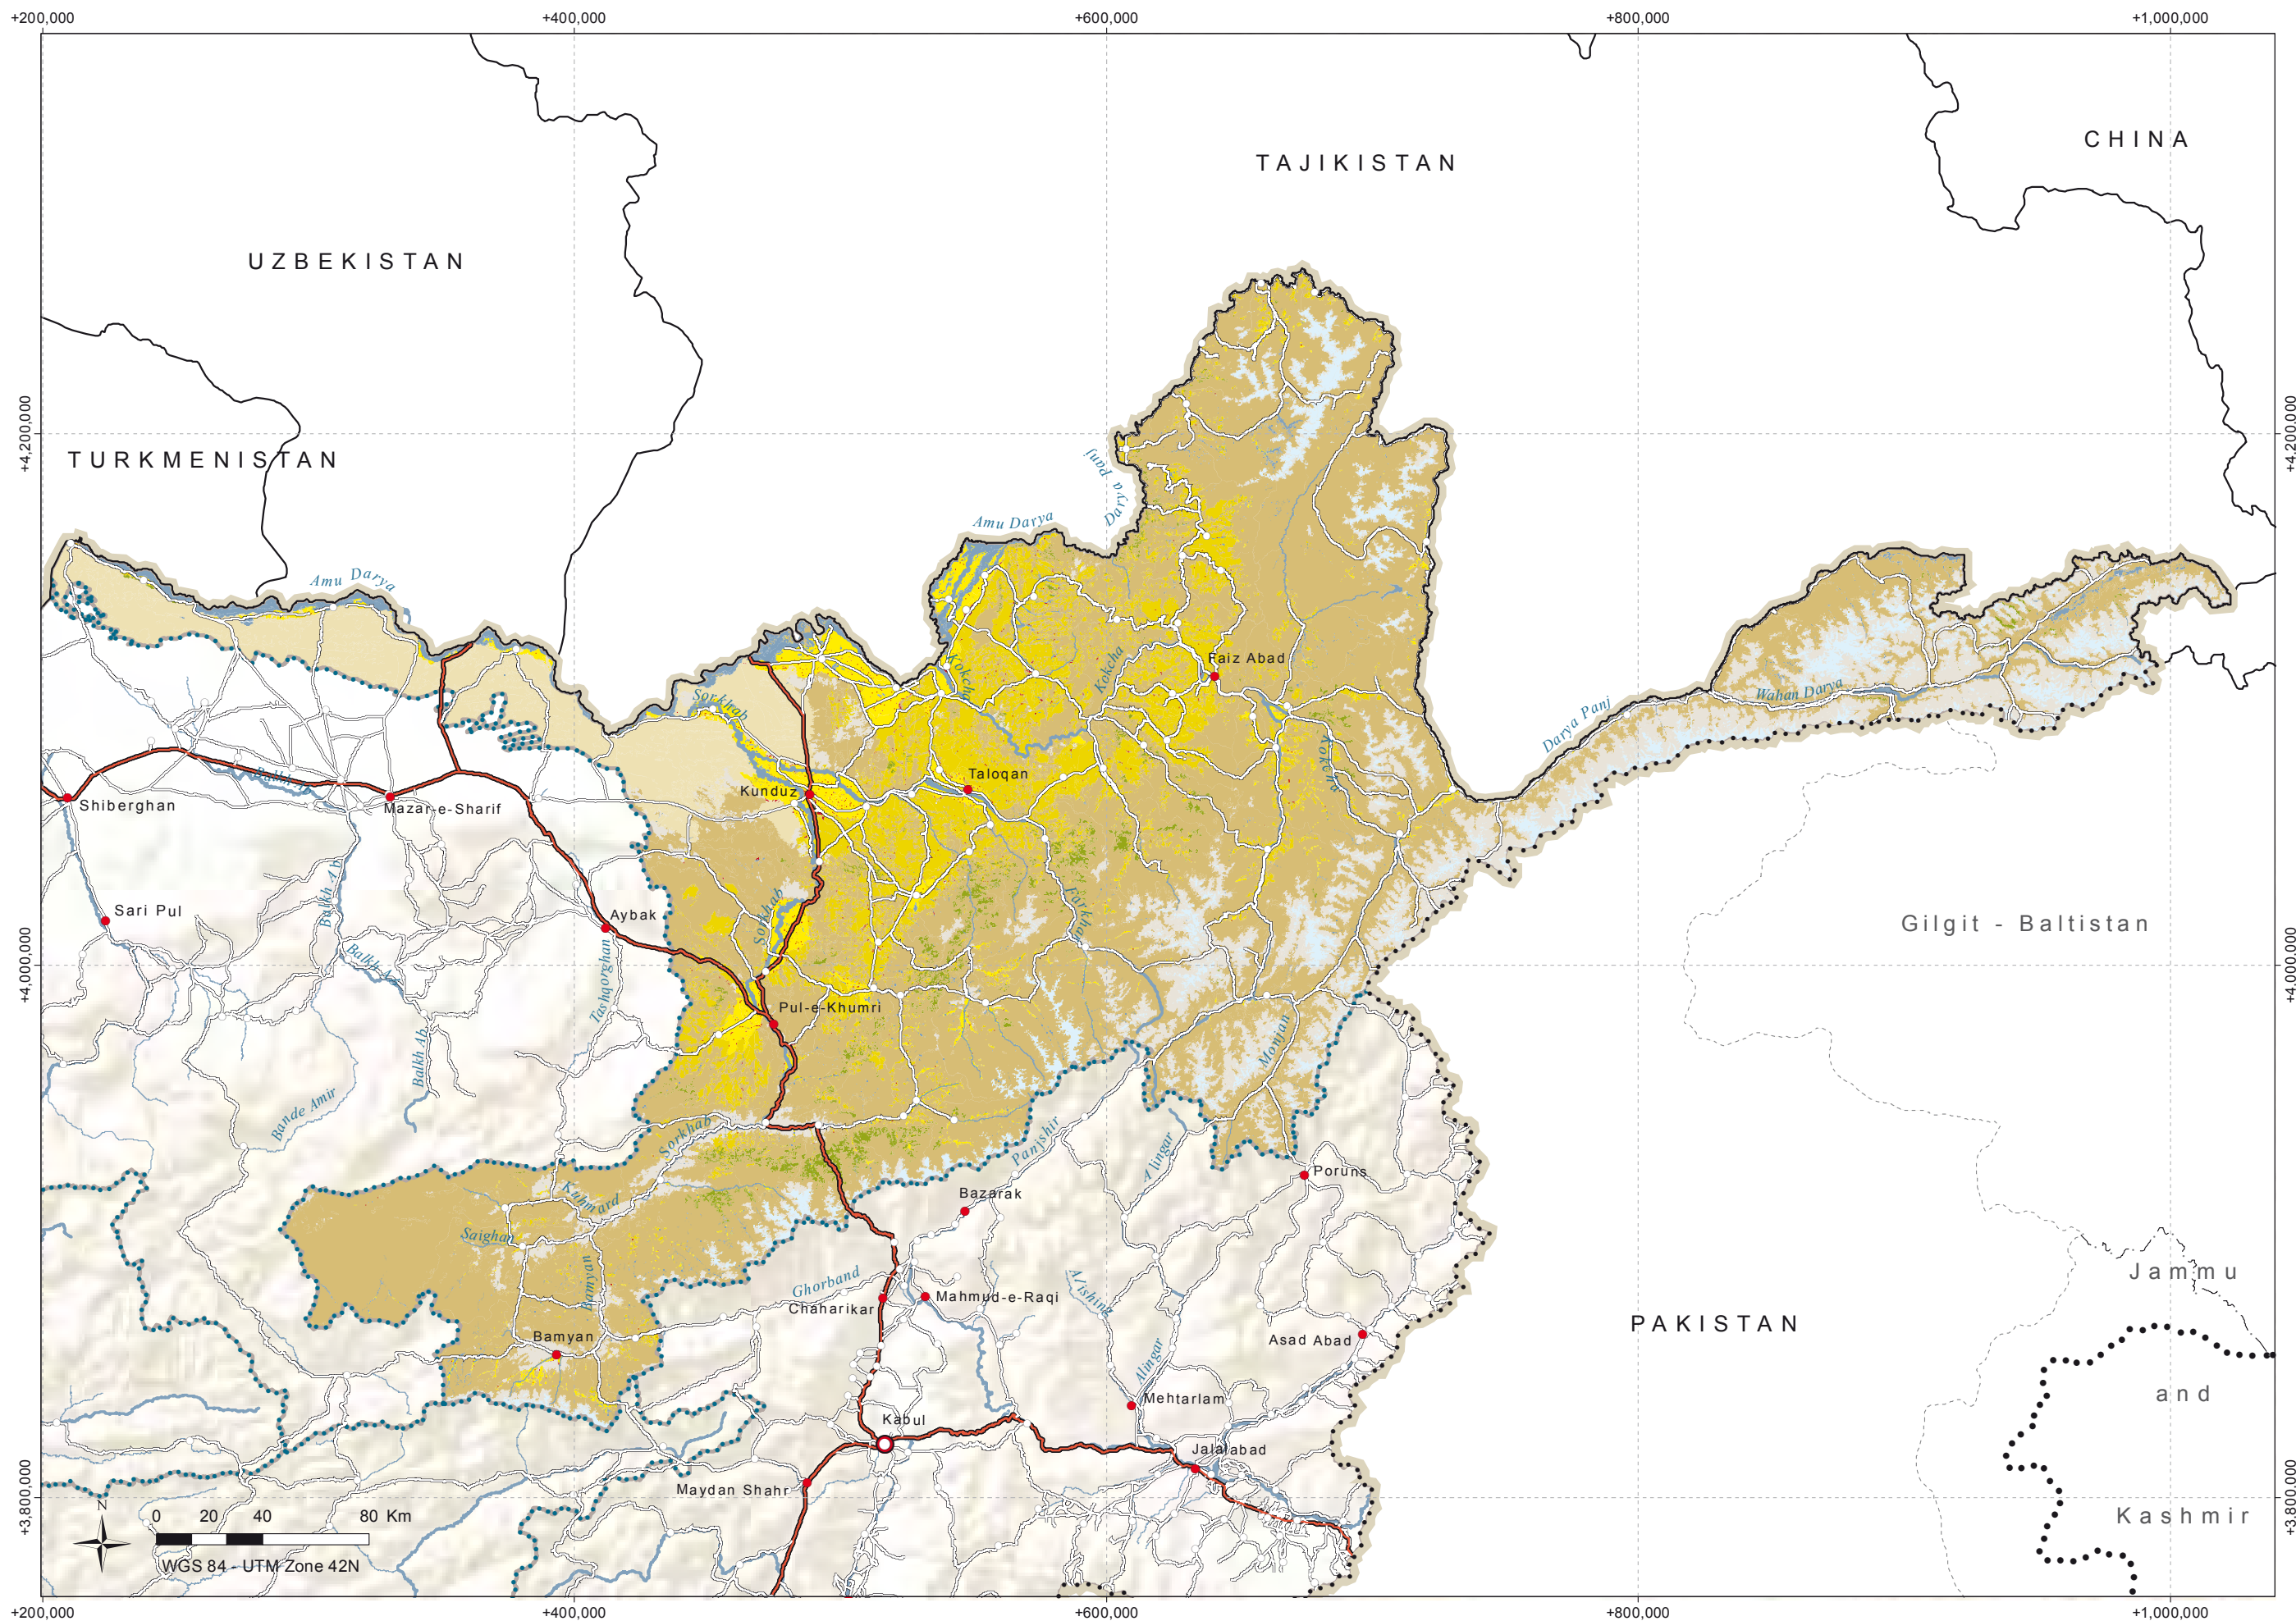 +200,000 +400,000 +600,000 +800,000 +1,000,000
CHINA
TAJIKISTAN
UZBEKISTAN
+4,200,000 +4,200,000
TURKMENISTAN
Darya Panj
Amu Darya
Darya
Amu Darya
Kokcha
Kokcha
Faiz Abad
Sorkhab
Wahan Darya
Darya Panj
Kokcha
Balkh Ab
Taloqan
Kunduz
Shiberghan
Mazar-e-Sharif
Balkh Ab
Sari Pul
Aybak
Sorkhab
Farkhar
Gilgit - Baltistan
+4,000,000 +4,000,000
Balkh Ab
Tashqorghan
Pul-e-Khumri
Balkh Ab
Monjan
Bande Amir
Sorkhab
Panjshir
Alingar
Poruns
Kahmard
Bazarak
Saighan
Bamyan
Ghorband
Alishing
Jammu
Chaharikar
Mahmud-e-Raqi
PAKISTAN
Bamyan
Asad Abad
Alingar
Mehtarlam
and
Kabul
Jalalabad
Maydan Shahr
+3,800,000 +3,800,000
N
0 20 40 80 Km
Kashmir
WGS 84 - UTM Zone 42N
+200,000 +400,000 +600,000 +800,000 +1,000,000